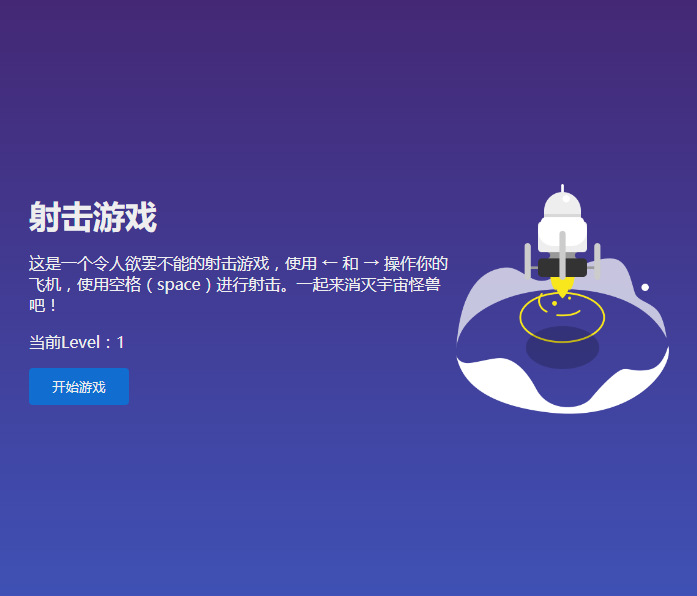 射击游戏
这是一个令人欲罢不能的射击游戏，使用 ← 和 → 操作你的
飞机，使用空格（space）进行射击。一起来消灭宇宙怪兽
吧！
当前Level：1
开始游戏